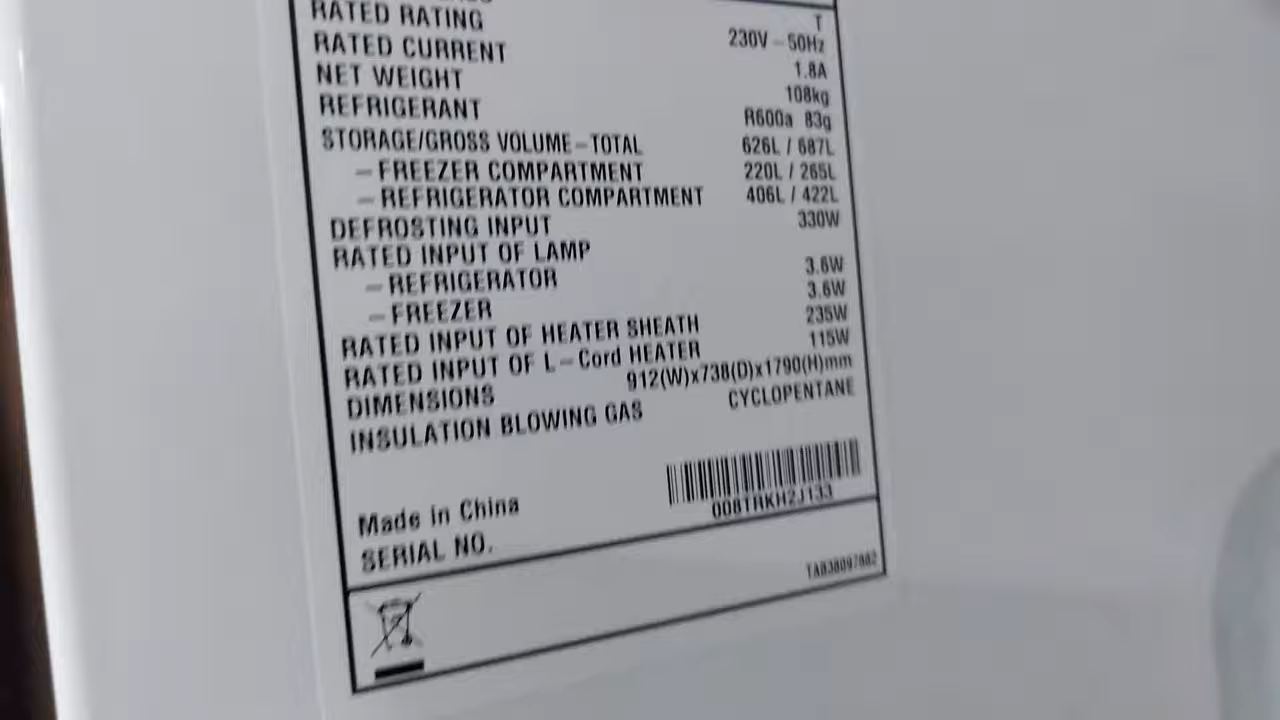 RATED RATING T
RATED CURRENT 230V ~ 50Hz
NET WEIGHT 1.8A
REFRIGERANT 108kg
STORAGE/GROSS VOLUME-TOTAL R600a 83g
626L / 687L
-FREEZER COMPARTMENT 220L / 265L
-REFRIGERATOR COMPARTMENT 406L / 422L
DEFROSTING INPUT 330W
RATED INPUT OF LAMP
-REFRIGERATOR 3.6W
-FREEZER 3.6W
RATED INPUT OF HEATER SHEATH 235W
RATED INPUT OF L-Cord HEATER 115W
DIMENSIONS 912(W)x738(D)x1790(H)mm
INSULATION BLOWING GAS CYCLOPENTANE
Made in China
SERIAL NO. 008TRKH2J133